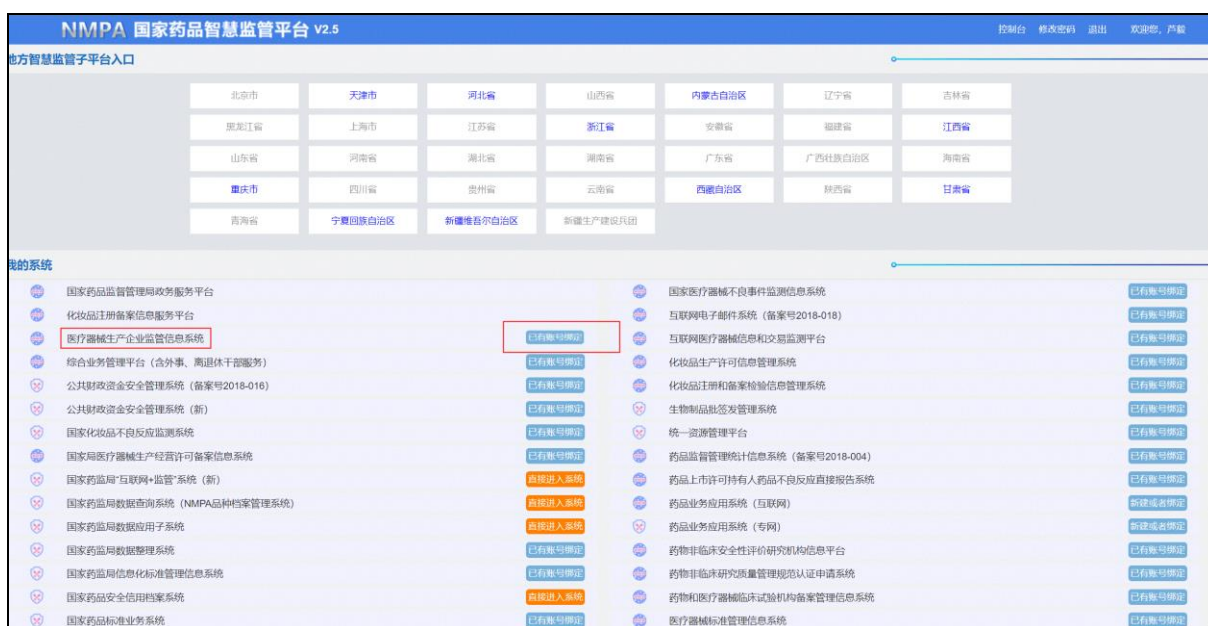 NMPA 国家药品智慧监管平台 V2.5
控制台 修改密码 退出 欢迎您，芦毅
地方智慧监管子平台入口
北京市 天津市 河北省 山西省 内蒙古自治区 辽宁省 吉林省
黑龙江省 上海市 江苏省 浙江省 安徽省 福建省 江西省
山东省 河南省 湖北省 湖南省 广东省 广西壮族自治区 海南省
重庆市 四川省 贵州省 云南省 西藏自治区 陕西省 甘肃省
青海省 宁夏回族自治区 新疆维吾尔自治区 新疆生产建设兵团
我的系统
国家药品监督管理局政务服务平台 国家医疗器械不良事件监测信息系统 已有账号绑定
化妆品注册备案信息服务平台 互联网电子邮件系统（备案号2018-018） 已有账号绑定
医疗器械生产企业监管信息系统 已有账号绑定 互联网医疗器械信息和交易监测平台 已有账号绑定
综合业务管理平台（含外事、离退休干部服务） 已有账号绑定 化妆品生产许可信息管理系统 已有账号绑定
公共财政资金安全管理系统（备案号2018-016） 已有账号绑定 化妆品注册和备案检验信息管理系统 已有账号绑定
公共财政资金安全管理系统（新） 已有账号绑定 生物制品批签发管理系统 已有账号绑定
国家化妆品不良反应监测系统 已有账号绑定 统一资源管理平台 已有账号绑定
国家局医疗器械生产经营许可备案信息系统 已有账号绑定 药品监督管理统计信息系统（备案号2018-004） 已有账号绑定
国家药监局“互联网+监管”系统（新） 直接进入系统 药品上市许可持有人药品不良反应直接报告系统 已有账号绑定
国家药监局数据查询系统（NMPA品种档案管理系统） 直接进入系统 药品业务应用系统（互联网） 新建或者绑定
国家药监局数据应用子系统 直接进入系统 药品业务应用系统（专网） 新建或者绑定
国家药监局数据整理系统 已有账号绑定 药物非临床安全性评价研究机构信息平台 已有账号绑定
国家药监局信息化标准管理信息系统 已有账号绑定 药物非临床研究质量管理规范认证申请系统 已有账号绑定
国家药品安全信用档案系统 直接进入系统 药物和医疗器械临床试验机构备案管理信息系统 已有账号绑定
国家药品标准业务系统 已有账号绑定 医疗器械标准管理信息系统 已有账号绑定